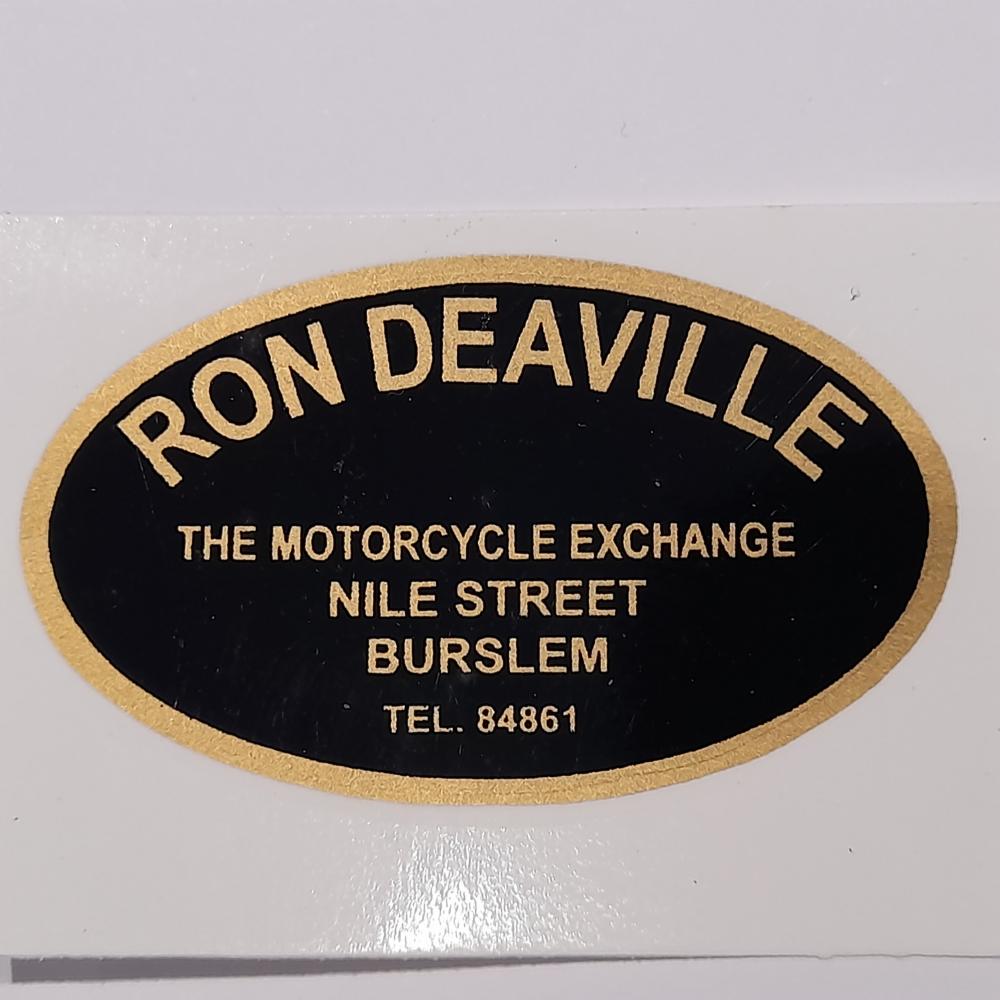 RON DEAVILLE
THE MOTORCYCLE EXCHANGE
NILE STREET
BURSLEM
TEL. 84861